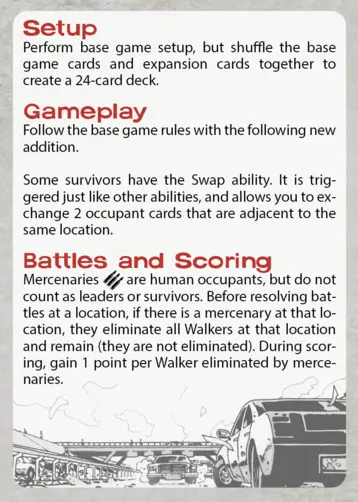 Setup
Perform base game setup, but shuffle the base
game cards and expansion cards together to
create a 24-card deck.
Gameplay
Follow the base game rules with the following new
addition.
Some survivors have the Swap ability. It is trig-
gered just like other abilities, and allows you to ex-
change 2 occupant cards that are adjacent to the
same location.
Battles and Scoring
Mercenaries are human occupants, but do not
count as leaders or survivors. Before resolving bat-
tles at a location, if there is a mercenary at that lo-
cation, they eliminate all Walkers at that location
and remain (they are not eliminated). During scor-
ing, gain 1 point per Walker eliminated by merce-
naries.